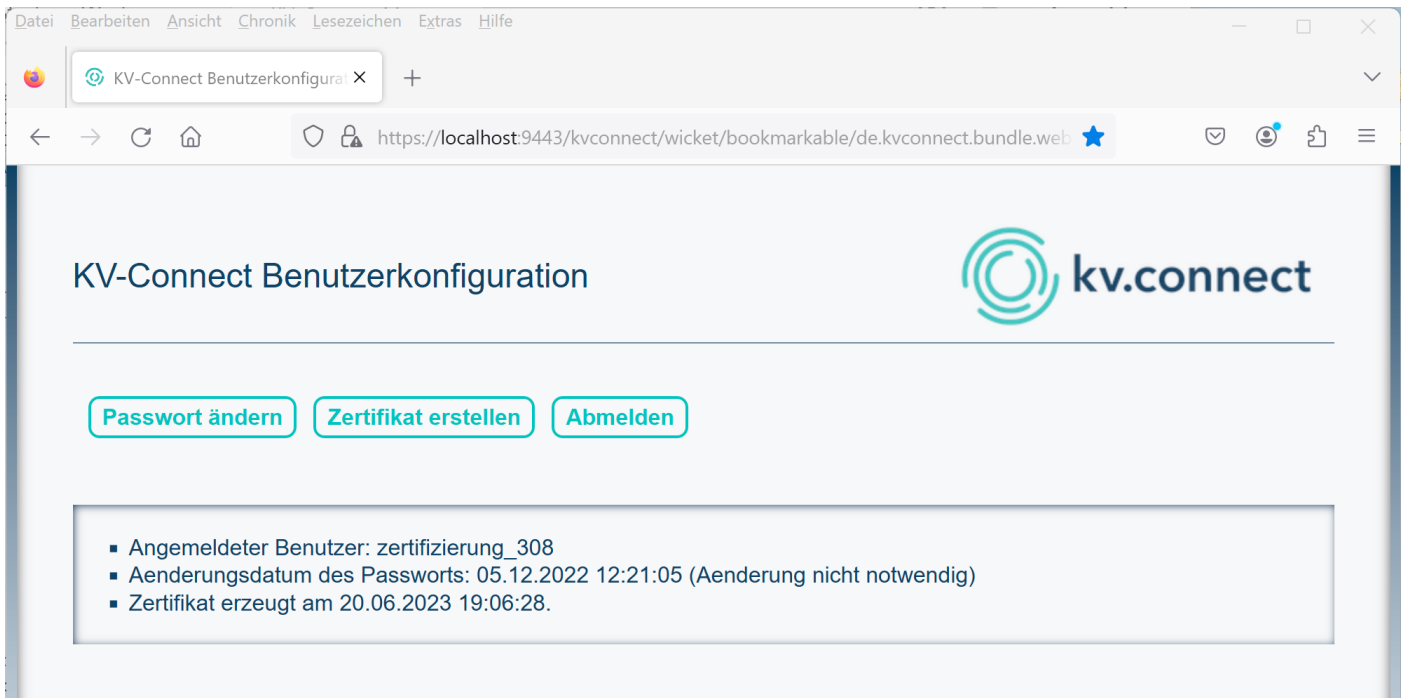 Datei Bearbeiten Ansicht Chronik Lesezeichen Extras Hilfe
KV-Connect Benutzerkonfigurat
https://localhost:9443/kvconnect/wicket/bookmarkable/de.kvconnect.bundle.web
KV-Connect Benutzerkonfiguration
kv.connect
Passwort ändern Zertifikat erstellen Abmelden
Angemeldeter Benutzer: zertifizierung_308
Aenderungsdatum des Passworts: 05.12.2022 12:21:05 (Aenderung nicht notwendig)
Zertifikat erzeugt am 20.06.2023 19:06:28.